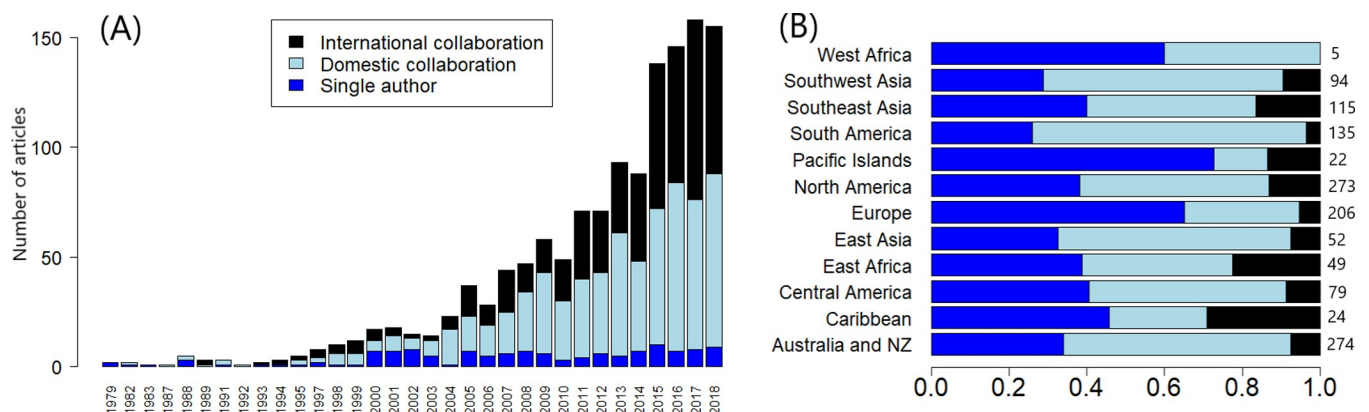 (A)
International collaboration
Domestic collaboration
Single author
Number of articles
150
100
50
0
1979 1982 1983 1987 1988 1989 1991 1992 1993 1994 1995 1997 1998 1999 2000 2001 2002 2003 2004 2005 2006 2007 2008 2009 2010 2011 2012 2013 2014 2015 2016 2017 2018
(B)
West Africa 5
Southwest Asia 94
Southeast Asia 115
South America 135
Pacific Islands 22
North America 273
Europe 206
East Asia 52
East Africa 49
Central America 79
Caribbean 24
Australia and NZ 274
0.0 0.2 0.4 0.6 0.8 1.0